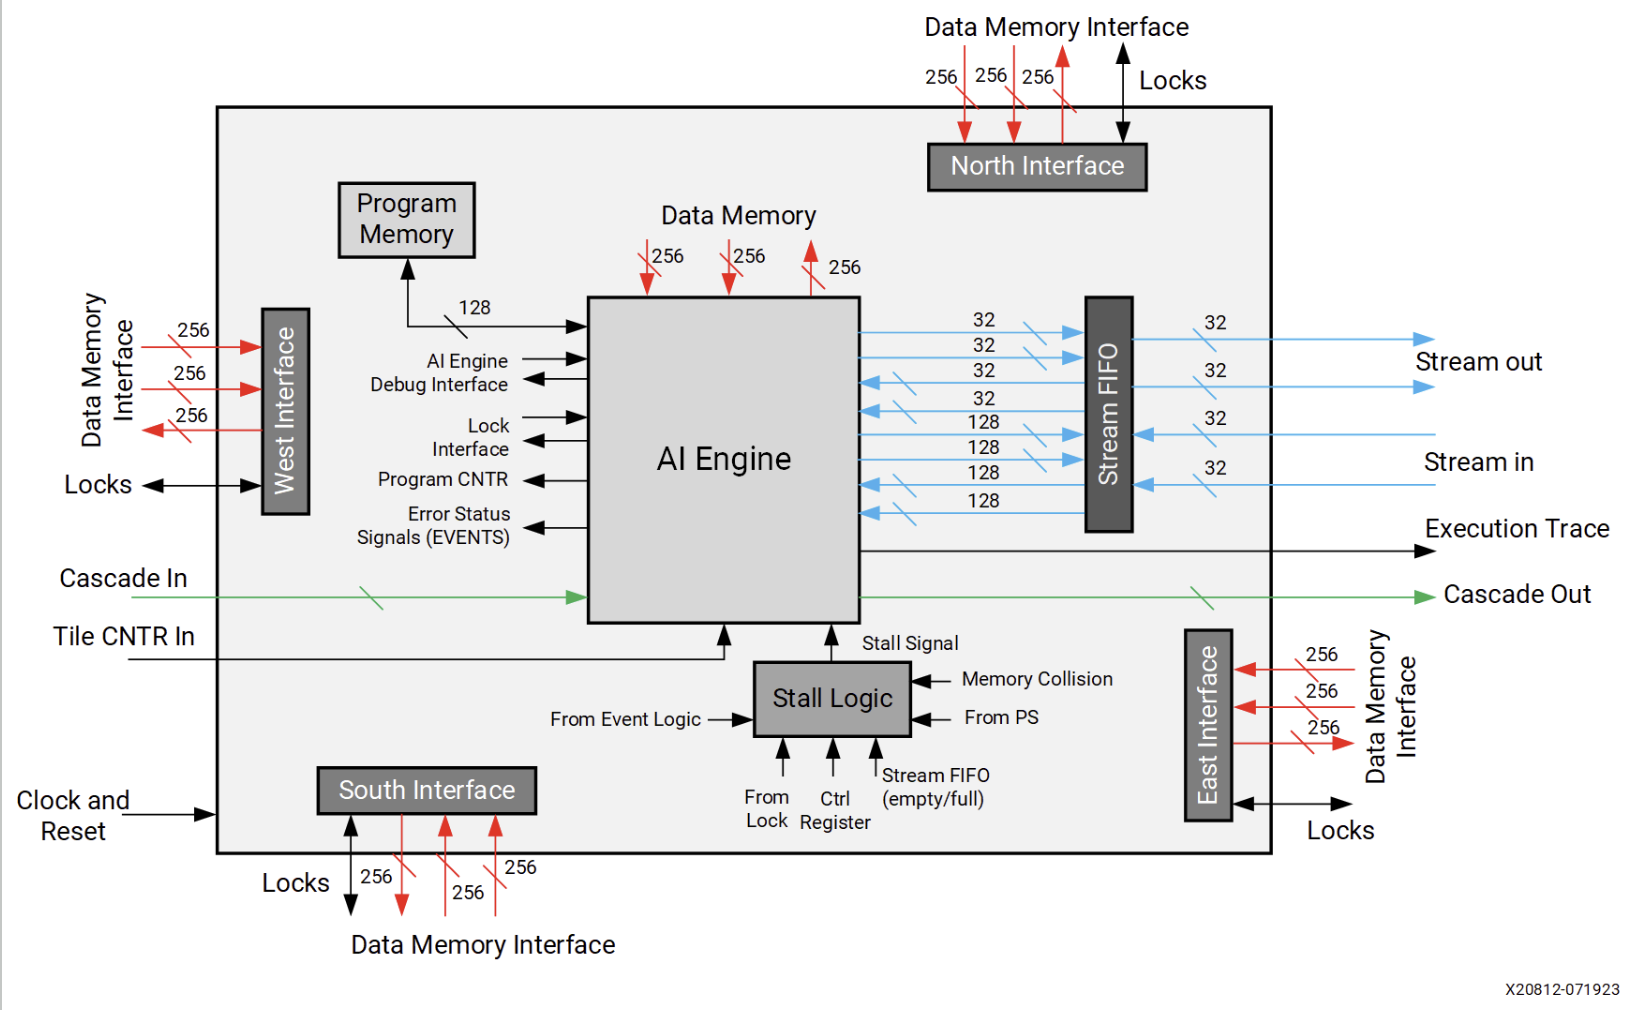 Data Memory Interface
256
256
256
Locks
North Interface
Program
Memory
Data Memory
256
256
256
128
Data Memory
Interface
256
256
256
West Interface
Locks
AI Engine
Debug Interface
Lock
Interface
Program CNTR
Error Status
Signals (EVENTS)
AI Engine
32
32
32
32
128
128
128
128
Stream FIFO
32
32
Stream out
32
32
Stream in
Execution Trace
Cascade In
Cascade Out
Tile CNTR In
Stall Signal
Stall Logic
Memory Collision
From PS
From Event Logic
From
Lock
Ctrl
Register
Stream FIFO
(empty/full)
East Interface
256
256
256
Data Memory
Interface
Locks
Clock and
Reset
South Interface
Locks
256
256
256
Data Memory Interface
X20812-071923